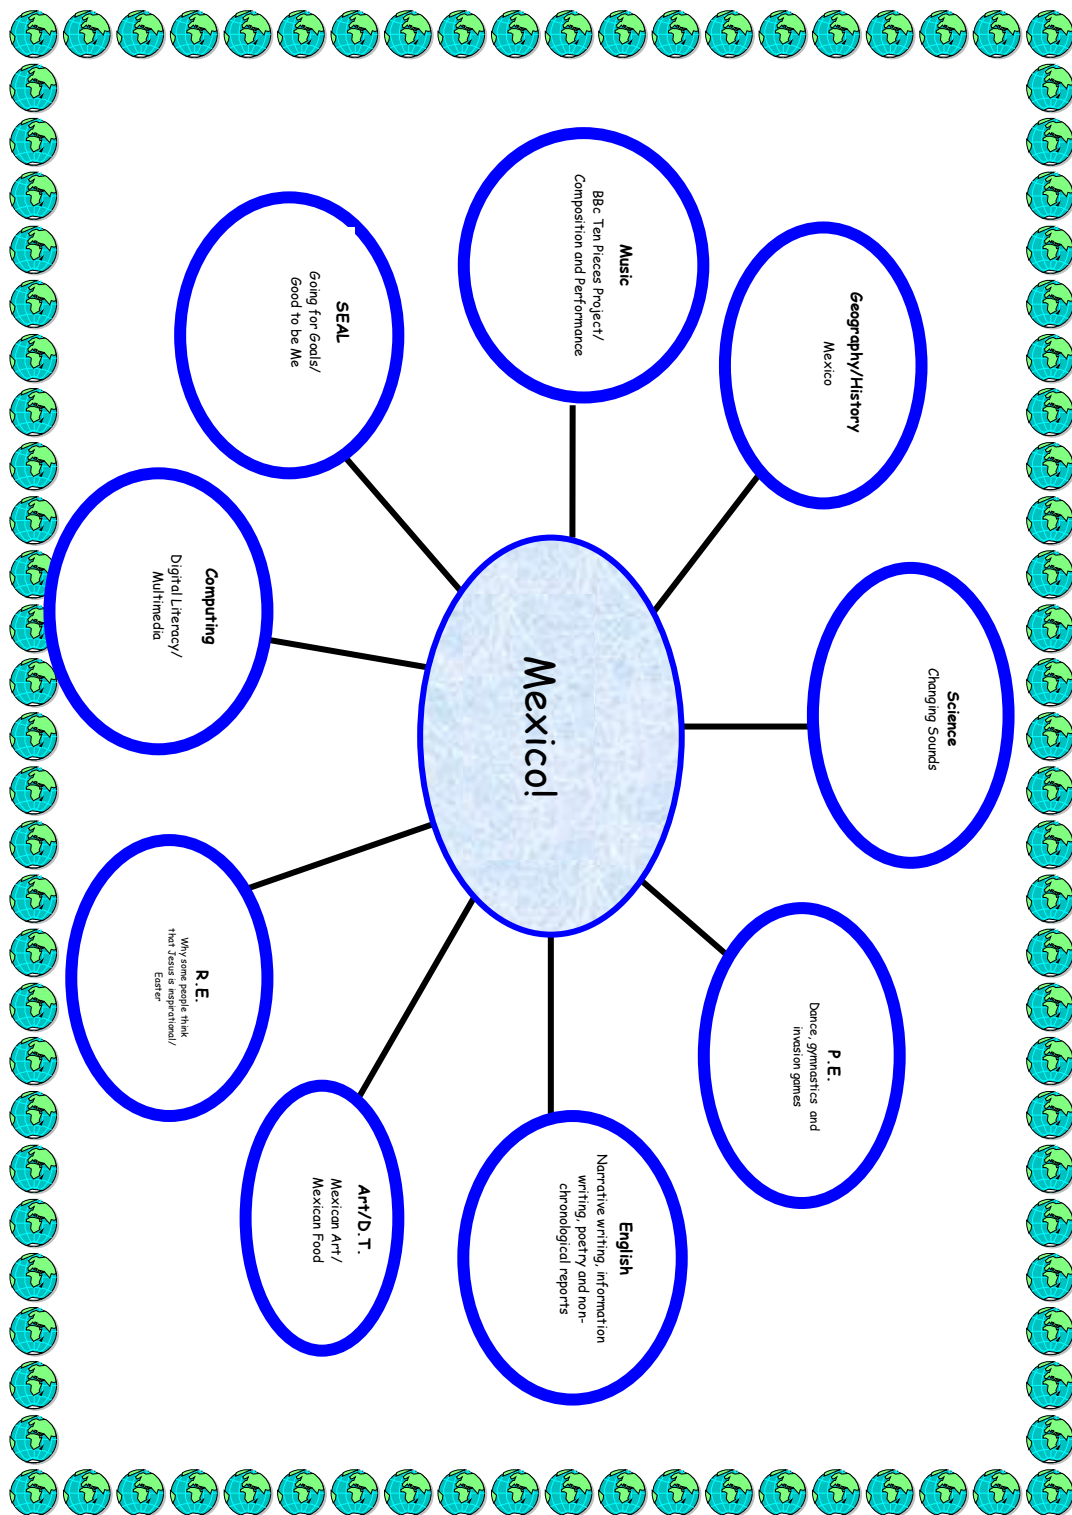 Science
Changing Sounds
Geography/History
Mexico
P.E.
Dance, gymnastics and
invasion games
Music
BBc Ten Pieces Project/
Composition and Performance
Mexico!
English
Narrative writing, information
writing, poetry and non-
chronological reports
SEAL
Going for Goals/
Good to be Me
Art/D.T.
Mexican Art/
Mexican Food
Computing
Digital Literacy/
Multimedia
R.E.
Why some people think
that Jesus is inspirational/
Easter